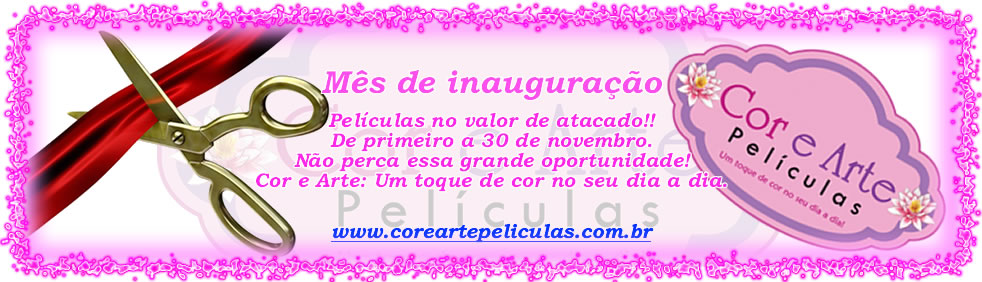 Mês de inauguração
Películas no valor de atacado!!
De primeiro a 30 de novembro.
Não perca essa grande oportunidade!
Cor e Arte: Um toque de cor no seu dia a dia.
www.coreartepeliculas.com.br
Cor e Arte
Películas
Um toque de cor no seu dia a dia!
Cor e Arte
Películas